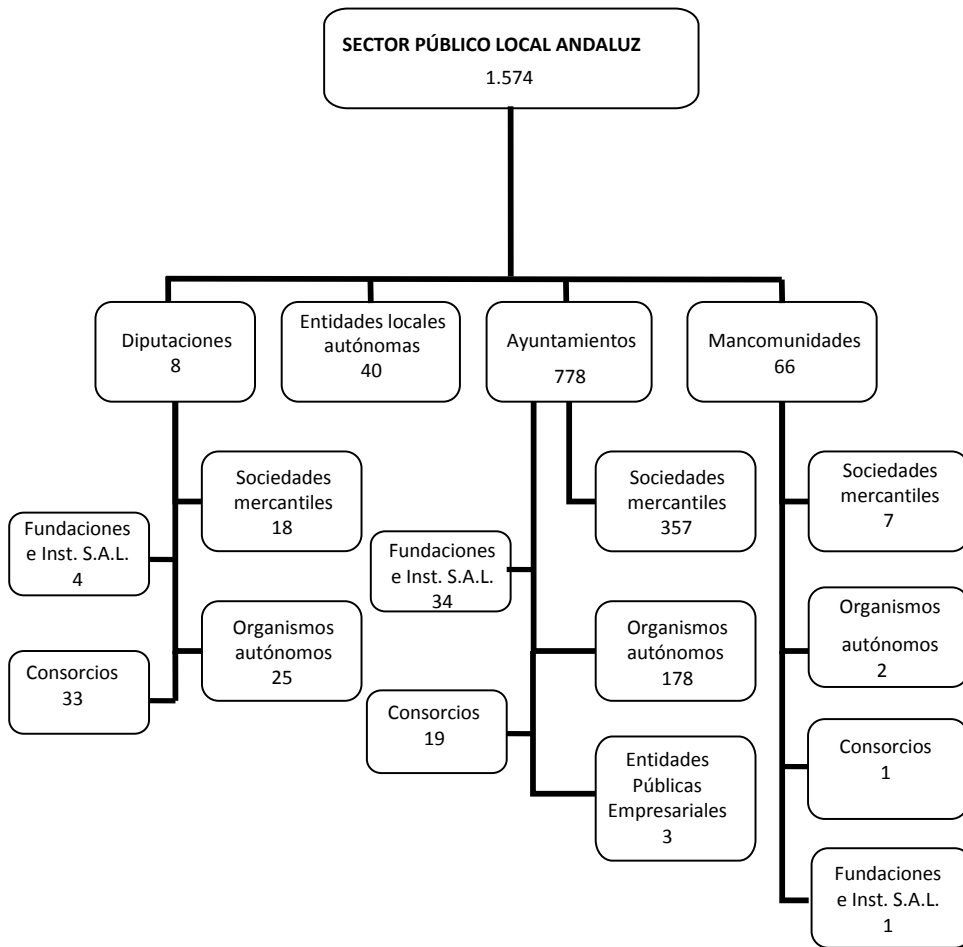 SECTOR PÚBLICO LOCAL ANDALUZ
1.574
Diputaciones
8
Entidades locales
autónomas
40
Ayuntamientos
778
Mancomunidades
66
Sociedades
mercantiles
18
Fundaciones
e Inst. S.A.L.
4
Organismos
autónomos
25
Consorcios
33
Sociedades
mercantiles
357
Fundaciones
e Inst. S.A.L.
34
Organismos
autónomos
178
Consorcios
19
Entidades
Públicas
Empresariales
3
Sociedades
mercantiles
7
Organismos
autónomos
2
Consorcios
1
Fundaciones
e Inst. S.A.L.
1